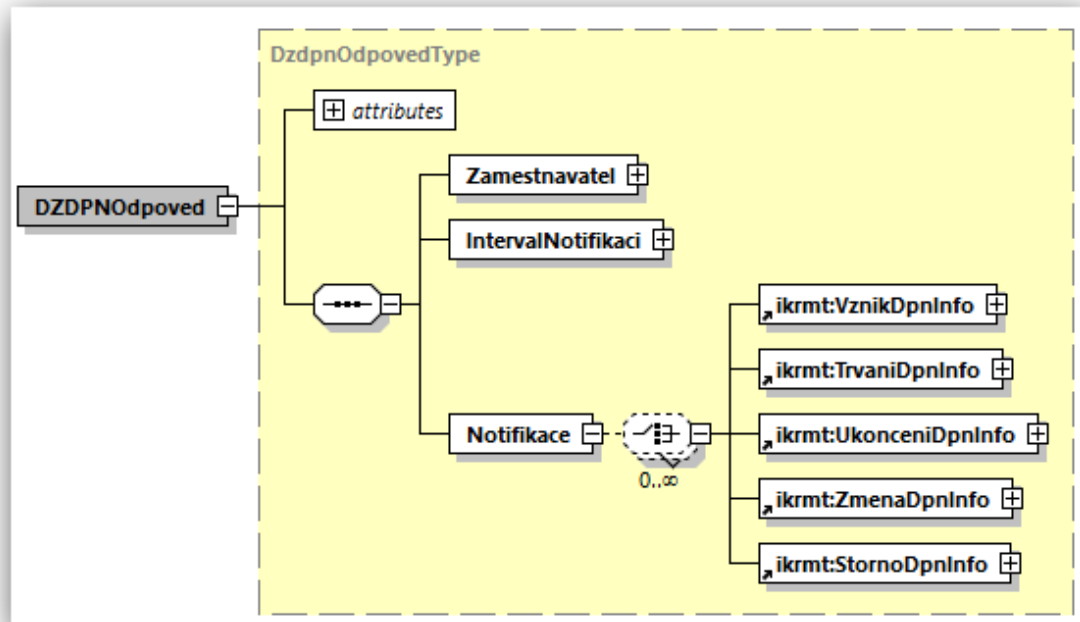 DzdpnOdpovedType
attributes
DZDPNOdpoved
Zamestnavatel
IntervalNotifikaci
Notifikace
0..∞
ikrmt:VznikDpnInfo
ikrmt:TrvaniDpnInfo
ikrmt:UkonceniDpnInfo
ikrmt:ZmenaDpnInfo
ikrmt:StornoDpnInfo